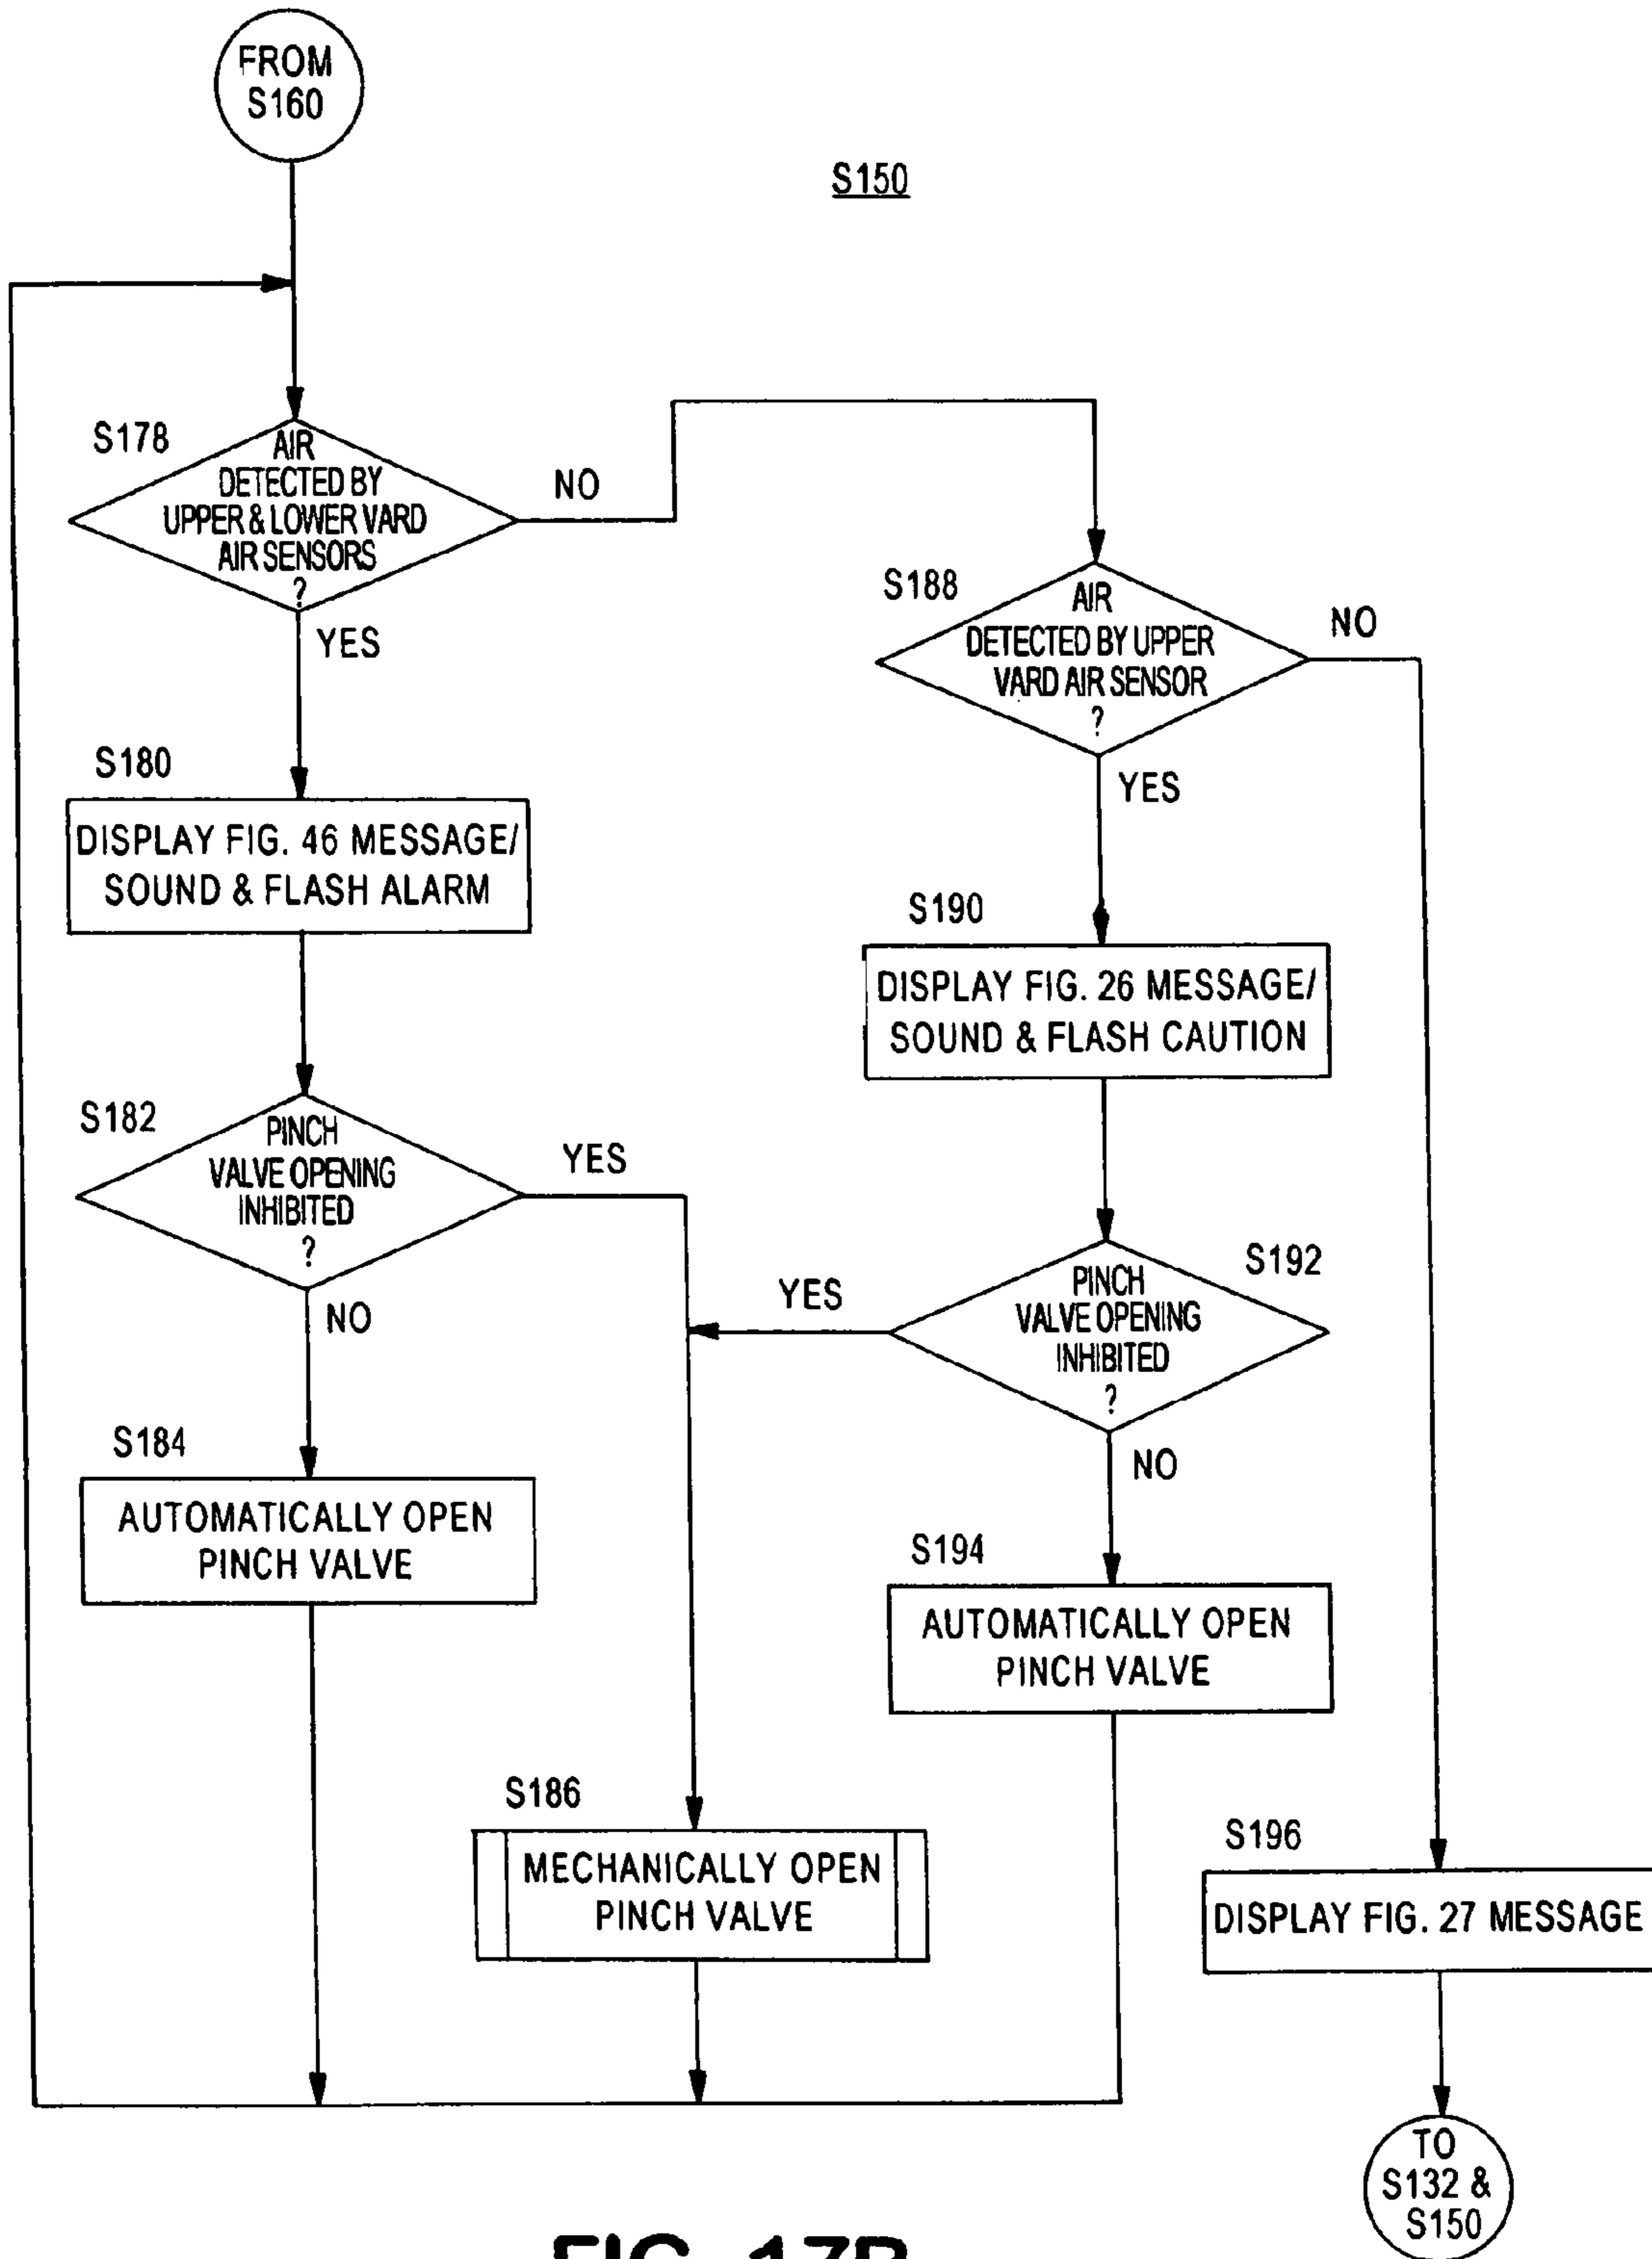 FROM
S160
S150
S178
AIR
DETECTED BY
UPPER & LOWER VARD
AIR SENSORS
?
NO
YES
S188
AIR
DETECTED BY UPPER
VARD AIR SENSOR
?
NO
YES
S180
DISPLAY FIG. 46 MESSAGE/
SOUND & FLASH ALARM
S190
DISPLAY FIG. 26 MESSAGE/
SOUND & FLASH CAUTION
S182
PINCH
VALVE OPENING
INHIBITED
?
YES
NO
S192
PINCH
VALVE OPENING
INHIBITED
?
YES
NO
S184
AUTOMATICALLY OPEN
PINCH VALVE
S194
AUTOMATICALLY OPEN
PINCH VALVE
S186
MECHANICALLY OPEN
PINCH VALVE
S196
DISPLAY FIG. 27 MESSAGE
TO
S132 &
S150
FIG. 17B